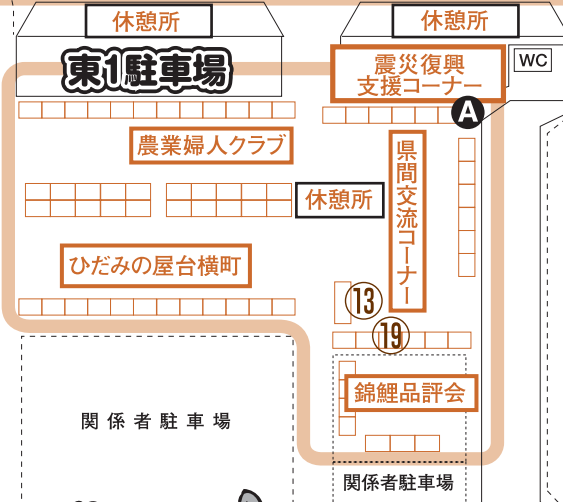 休憩所
休憩所
東1駐車場
震災復興
支援コーナー
WC
A
農業婦人クラブ
県間交流コーナー
休憩所
ひだみの屋台横町
13
19
錦鯉品評会
関係者駐車場
関係者駐車場